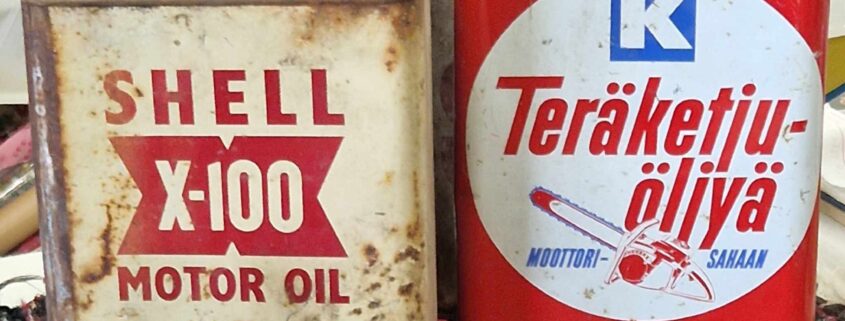 SHELL
X-100
MOTOR OIL
K
Teräketju-
öljyä
MOOTTORI- SAHAAN